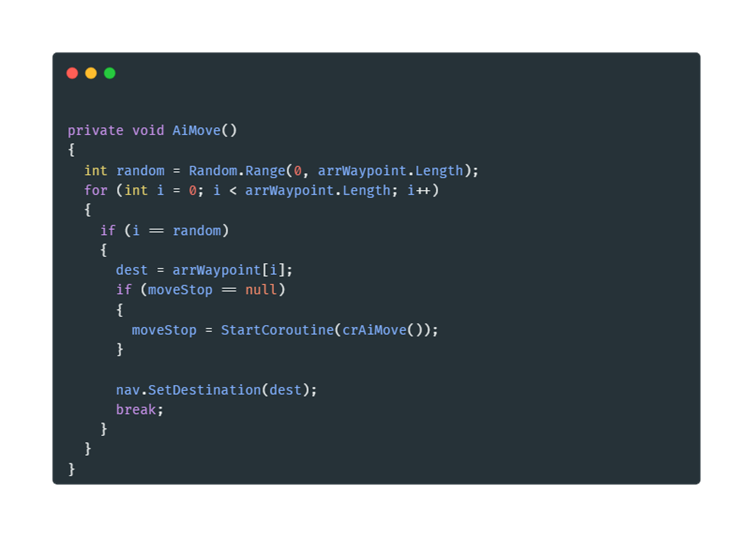 private void AiMove()
{
  int random = Random.Range(0, arrWaypoint.Length);
  for (int i = 0; i < arrWaypoint.Length; i++)
  {
    if (i == random)
    {
      dest = arrWaypoint[i];
      if (moveStop == null)
      {
        moveStop = StartCoroutine(crAiMove());
      }

      nav.SetDestination(dest);
      break;
    }
  }
}